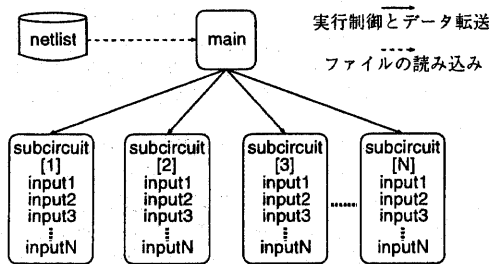 netlist
main
実行制御とデータ転送
ファイルの読み込み
subcircuit
[1]
input1
input2
input3
inputN
subcircuit
[2]
input1
input2
input3
inputN
subcircuit
[3]
input1
input2
input3
inputN
subcircuit
[N]
input1
input2
input3
inputN